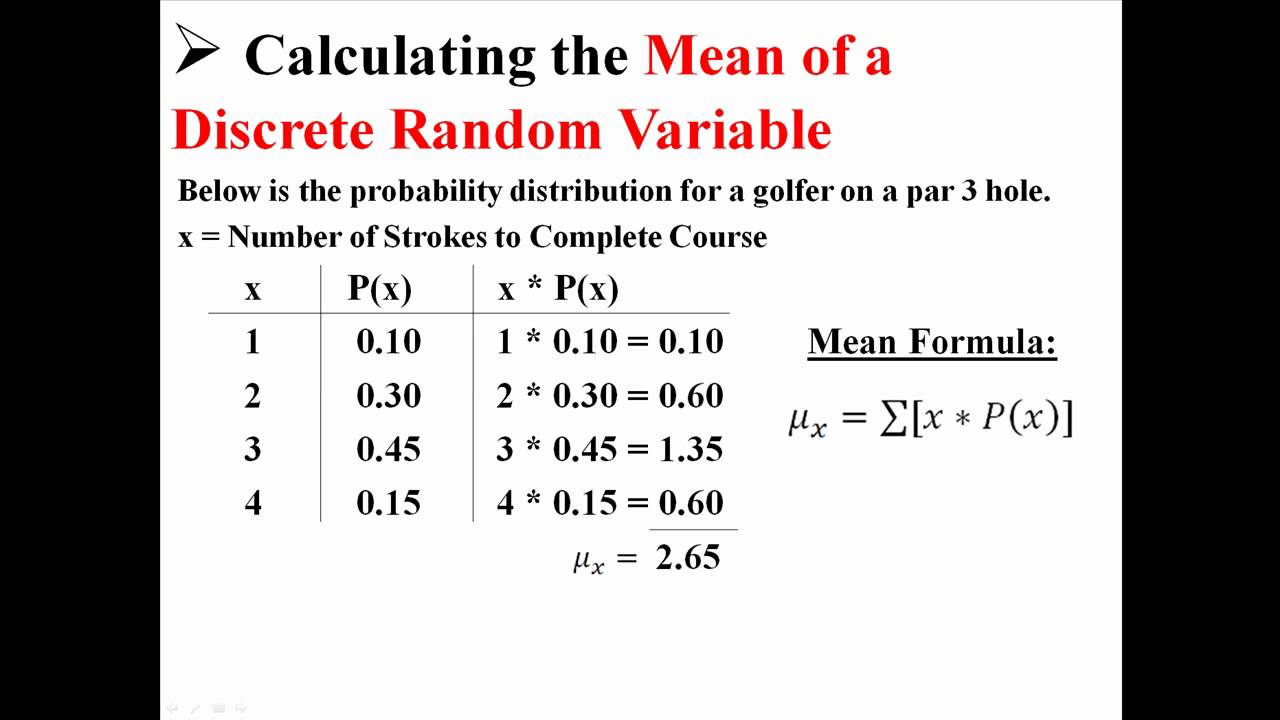 ➢ Calculating the Mean of a
Discrete Random Variable
Below is the probability distribution for a golfer on a par 3 hole.
x = Number of Strokes to Complete Course
x P(x) x * P(x)
1 0.10 1 * 0.10 = 0.10
Mean Formula:
2 0.30 2 * 0.30 = 0.60
μx = ∑[x * P(x)]
3 0.45 3 * 0.45 = 1.35
4 0.15 4 * 0.15 = 0.60
μx = 2.65